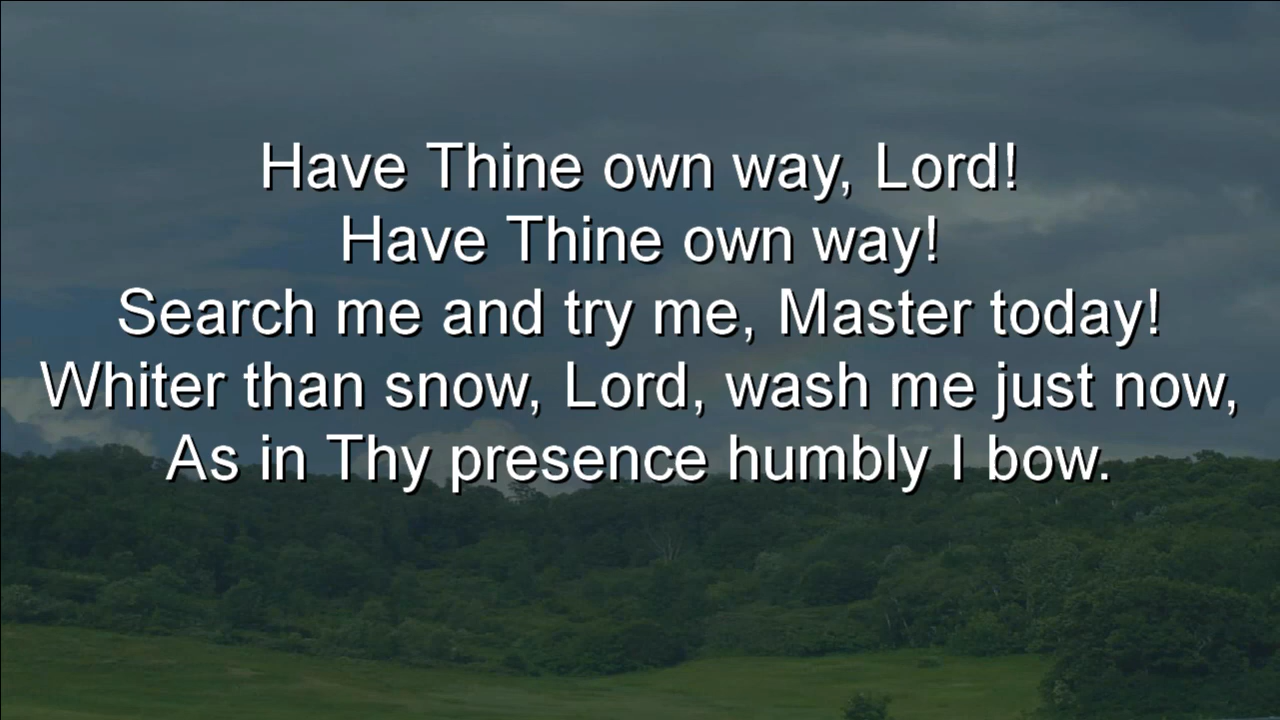 Have Thine own way, Lord!
Have Thine own way!
Search me and try me, Master today!
Whiter than snow, Lord, wash me just now,
As in Thy presence humbly I bow.